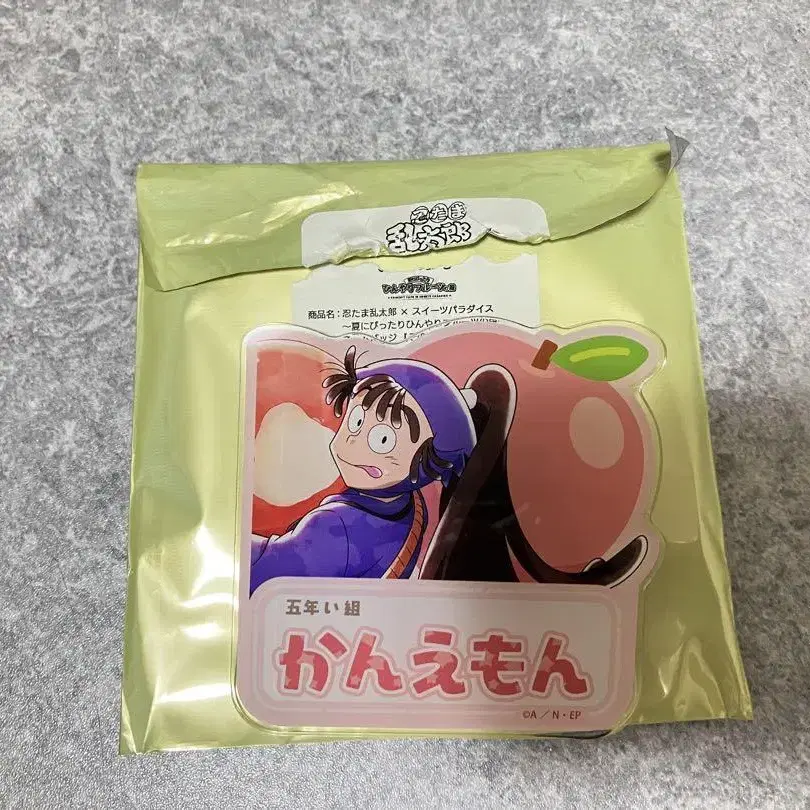 忍たま
乱太郎
商品名：忍たま乱太郎 × スイーツパラダイス
～夏にぴったりひんやり
五年い組
かんえもん
©A／N・EP